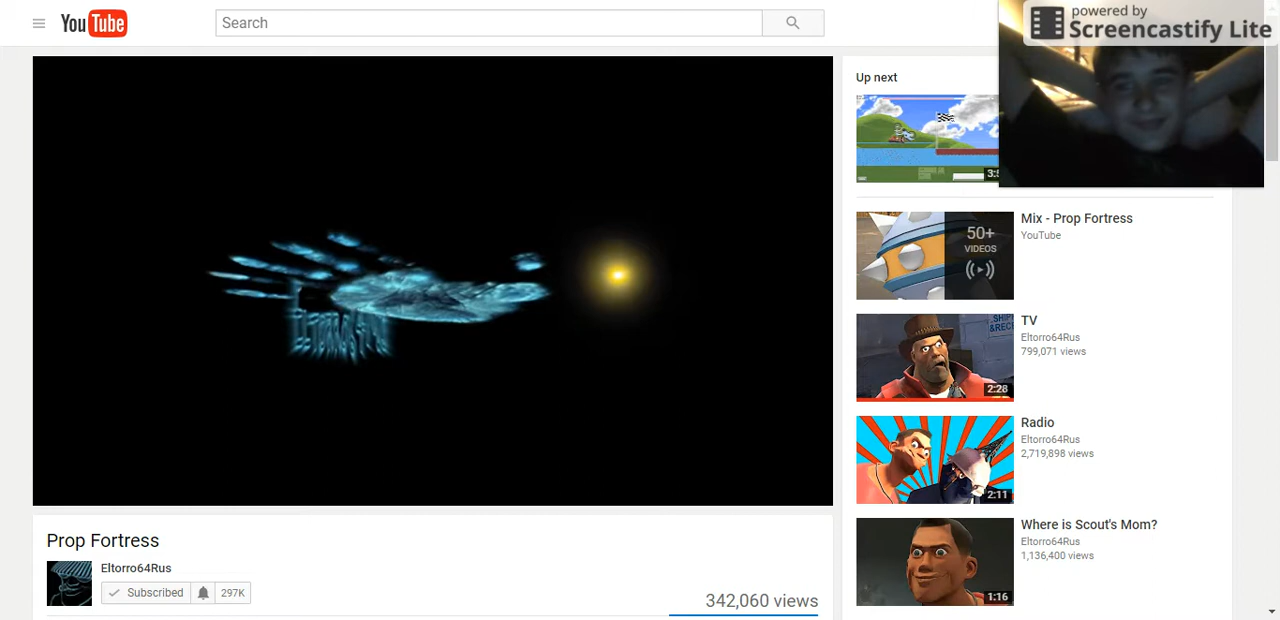 YouTube
Search
powered by
Screencastify Lite
Up next
3:5
50+
VIDEOS
Mix - Prop Fortress
YouTube
TV
Eltorro64Rus
799,071 views
2:28
Radio
Eltorro64Rus
2,719,898 views
2:11
Where is Scout's Mom?
Eltorro64Rus
1,136,400 views
1:16
Prop Fortress
Eltorro64Rus
Subscribed
297K
342,060 views